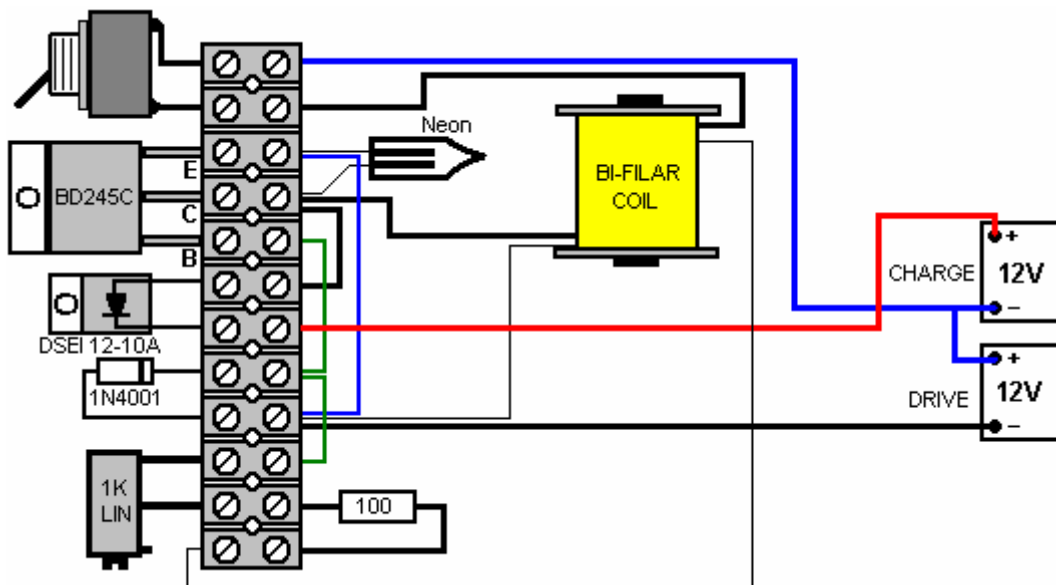 Neon
E
BD245C
C
B
BI-FILAR
COIL
+
CHARGE
12V
−
DSEI 12-10A
+
1N4001
DRIVE
12V
−
1K
LIN
100